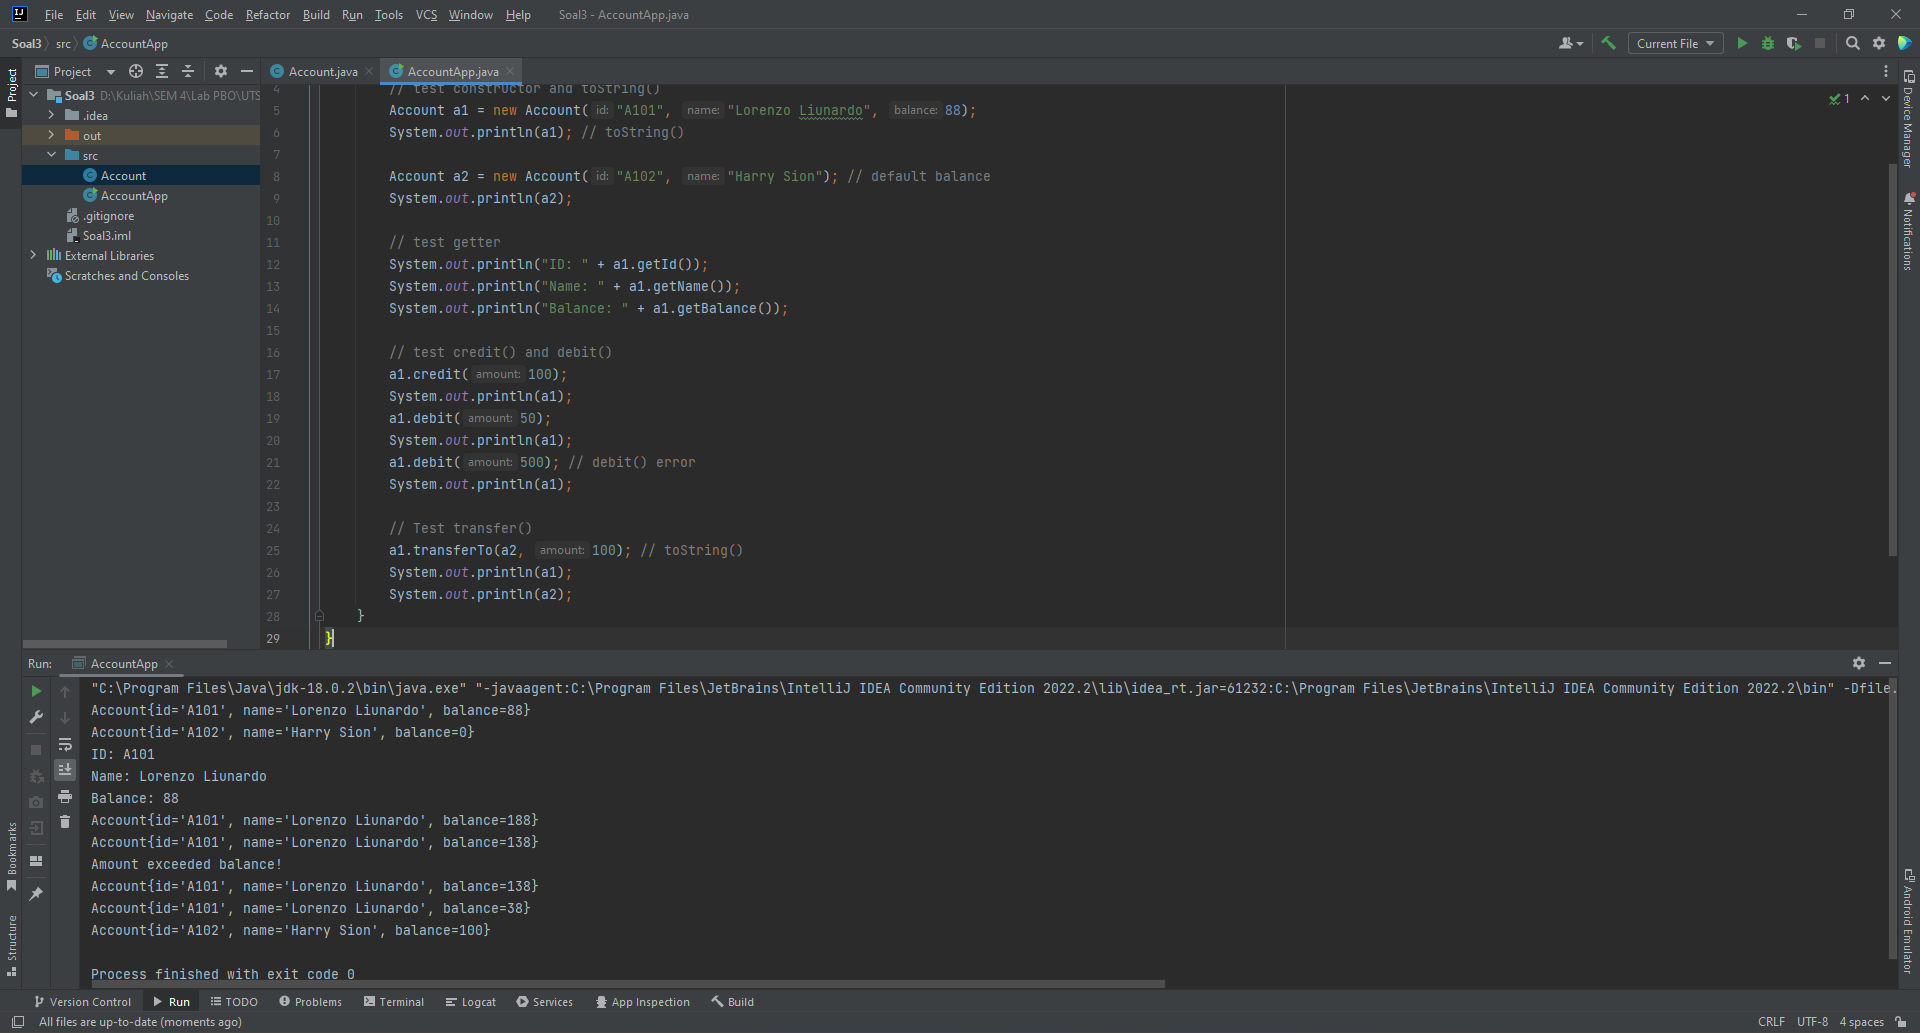 File Edit View Navigate Code Refactor Build Run Tools VCS Window Help Soal3 - AccountApp.java
Soal3 src AccountApp
Current File
Project
Account.java AccountApp.java
Project
Soal3 D:\Kuliah\SEM 4\Lab PBO\UTS
.idea
out
src
Account
AccountApp
.gitignore
Soal3.iml
External Libraries
Scratches and Consoles
4 // test constructor and toString()
5 Account a1 = new Account( id: "A101", name: "Lorenzo Liunardo", balance: 88);
6 System.out.println(a1); // toString()
7
8 Account a2 = new Account( id: "A102", name: "Harry Sion"); // default balance
9 System.out.println(a2);
10
11 // test getter
12 System.out.println("ID: " + a1.getId());
13 System.out.println("Name: " + a1.getName());
14 System.out.println("Balance: " + a1.getBalance());
15
16 // test credit() and debit()
17 a1.credit( amount: 100);
18 System.out.println(a1);
19 a1.debit( amount: 50);
20 System.out.println(a1);
21 a1.debit( amount: 500); // debit() error
22 System.out.println(a1);
23
24 // Test transfer()
25 a1.transferTo(a2, amount: 100); // toString()
26 System.out.println(a1);
27 System.out.println(a2);
28 }
29 }
1
Device Manager
Notifications
Android Emulator
Bookmarks
Structure
Run: AccountApp
"C:\Program Files\Java\jdk-18.0.2\bin\java.exe" "-javaagent:C:\Program Files\JetBrains\IntelliJ IDEA Community Edition 2022.2\lib\idea_rt.jar=61232:C:\Program Files\JetBrains\IntelliJ IDEA Community Edition 2022.2\bin" -Dfile.
Account{id='A101', name='Lorenzo Liunardo', balance=88}
Account{id='A102', name='Harry Sion', balance=0}
ID: A101
Name: Lorenzo Liunardo
Balance: 88
Account{id='A101', name='Lorenzo Liunardo', balance=188}
Account{id='A101', name='Lorenzo Liunardo', balance=138}
Amount exceeded balance!
Account{id='A101', name='Lorenzo Liunardo', balance=138}
Account{id='A101', name='Lorenzo Liunardo', balance=38}
Account{id='A102', name='Harry Sion', balance=100}
Process finished with exit code 0
Version Control Run TODO Problems Terminal Logcat Services App Inspection Build
All files are up-to-date (moments ago) CRLF UTF-8 4 spaces